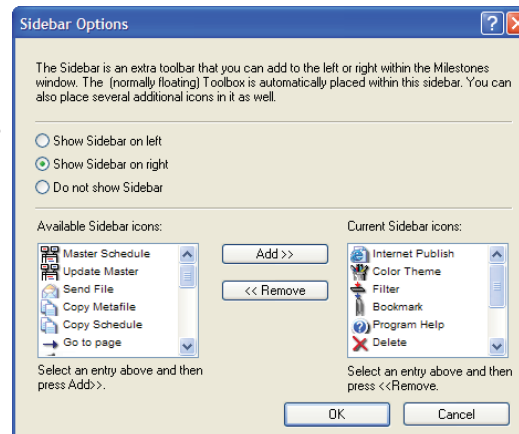 Sidebar Options
The Sidebar is an extra toolbar that you can add to the left or right within the Milestones
window. The (normally floating) Toolbox is automatically placed within this sidebar. You can
also place several additional icons in it as well.
Show Sidebar on left
Show Sidebar on right
Do not show Sidebar
Available Sidebar icons:
Master Schedule
Update Master
Send File
Copy Metafile
Copy Schedule
Go to page
Select an entry above and then
press Add>>.
Add >>
<< Remove
Current Sidebar icons:
Internet Publish
Color Theme
Filter
Bookmark
Program Help
Delete
Select an entry above and then
press <<Remove.
OK
Cancel